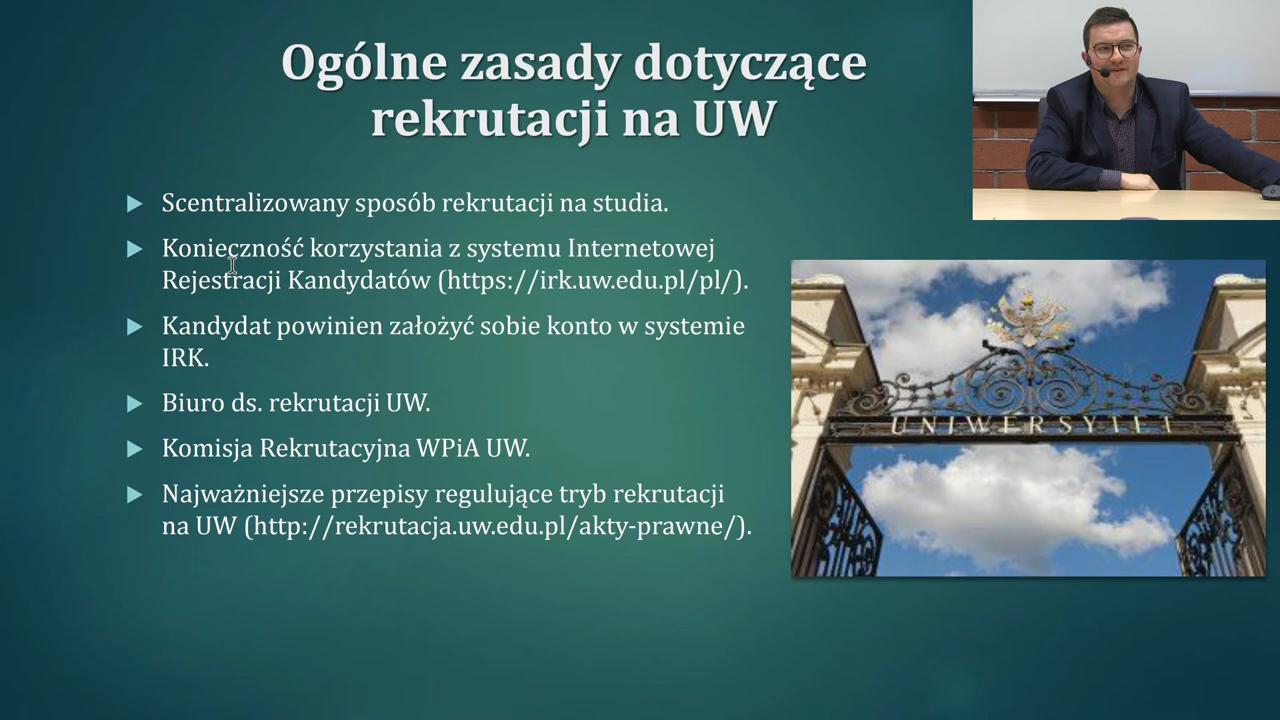 Ogólne zasady dotyczące
rekrutacji na UW
Scentralizowany sposób rekrutacji na studia.
Konieczność korzystania z systemu Internetowej
Rejestracji Kandydatów (https://irk.uw.edu.pl/pl/).
Kandydat powinien założyć sobie konto w systemie
IRK.
Biuro ds. rekrutacji UW.
Komisja Rekrutacyjna WPiA UW.
Najważniejsze przepisy regulujące tryb rekrutacji
na UW (http://rekrutacja.uw.edu.pl/akty-prawne/).
UNIWERSYTET